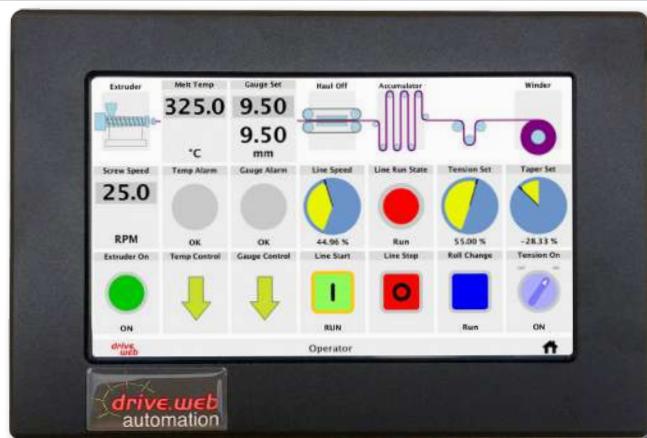 Extruder Melt Temp Gauge Set Haul Off Accumulator Winder
325.0 9.50
9.50
°C mm
Screw Speed Temp Alarm Gauge Alarm Line Speed Line Run State Tension Set Taper Set
25.0
RPM OK OK 44.96 % Run 55.00 % -28.33 %
Extruder On Temp Control Gauge Control Line Start Line Stop Roll Change Tension On
I O
ON RUN Run ON
drive.web Operator
drive.web
automation